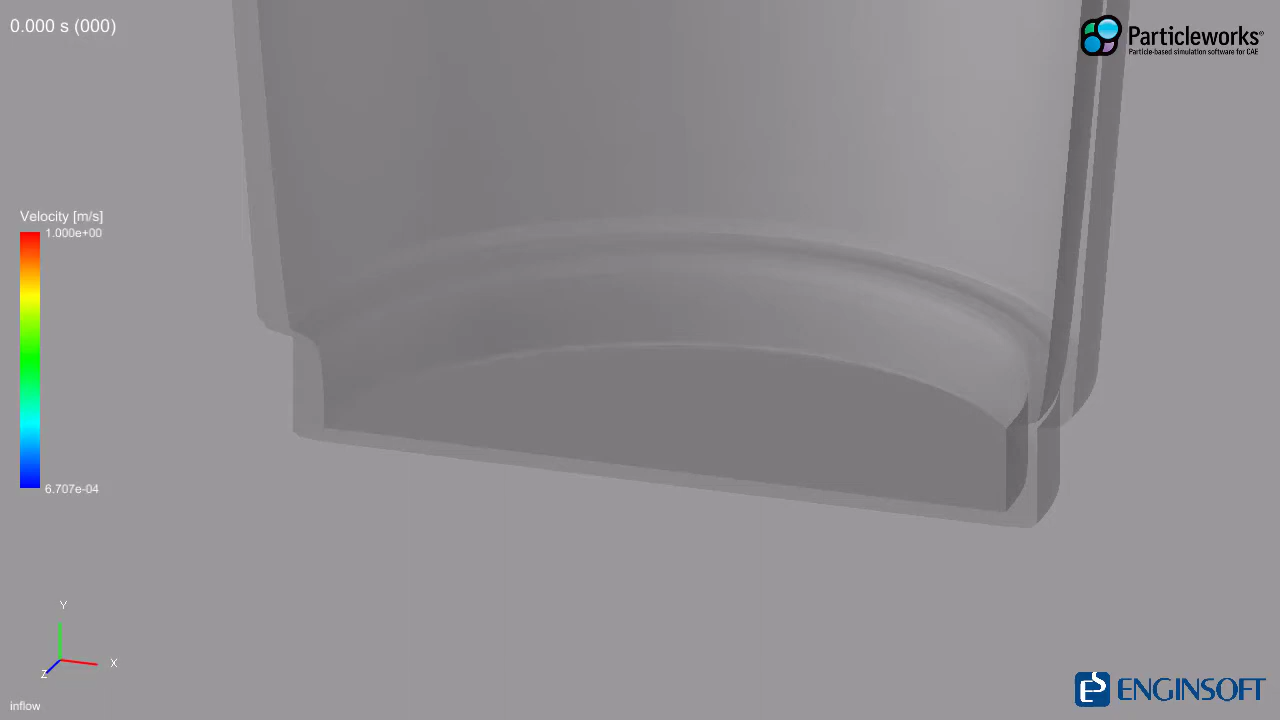 0.000 s (000)
Particleworks®
Particle-based simulation software for CAE
Velocity [m/s]
1.000e+00
6.707e-04
Y
X
Z
inflow
ENGINSOFT